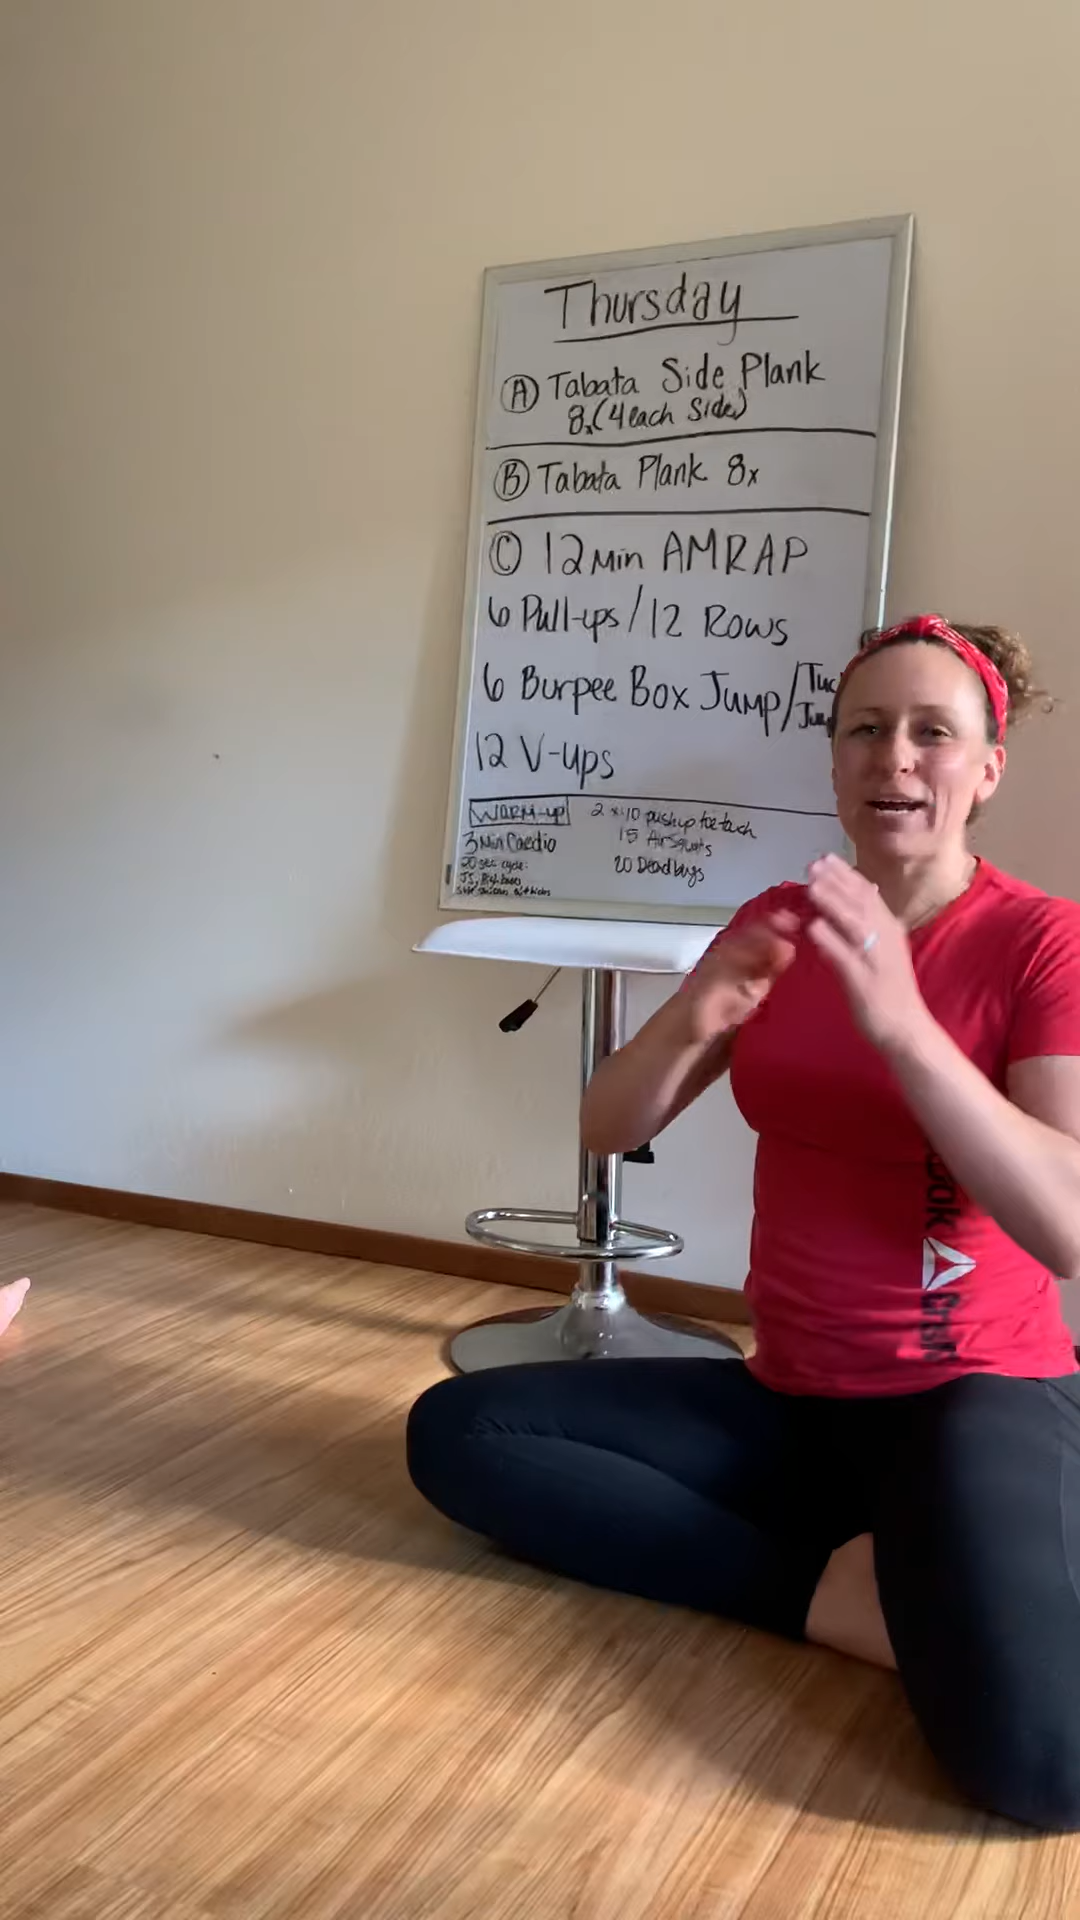 Thursday
A Tabata Side Plank
8x (4 each side)
B Tabata Plank 8x
C 12 Min AMRAP
6 Pull-ups / 12 Rows
6 Burpee Box Jump /
12 V-ups
Warm-up
3 Min Cardio
20 sec cycle:
2 x 10 pushup toe touch
15 Air Squats
20 Deadbugs